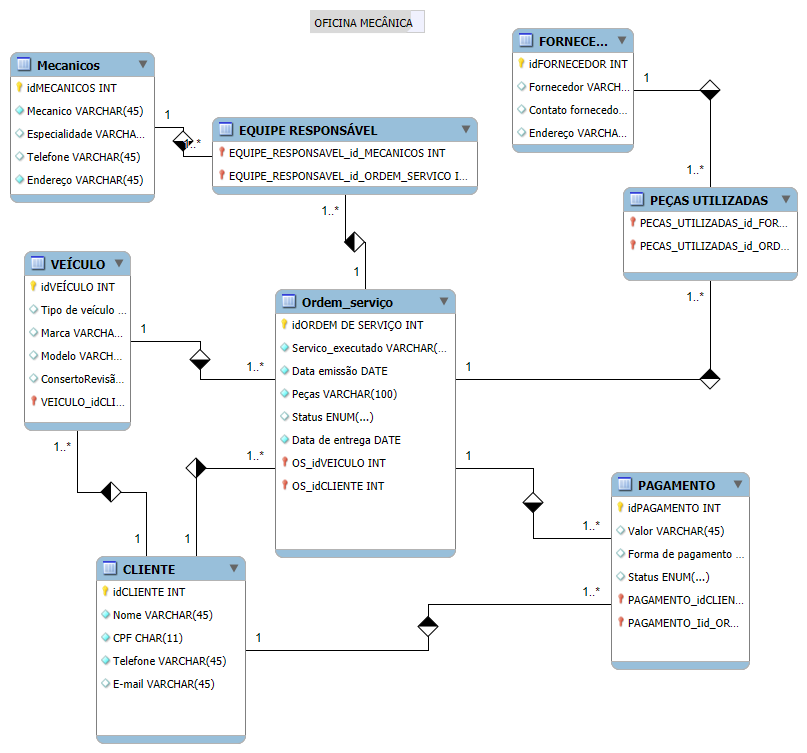 OFICINA MECÂNICA
Mecanicos
idMECANICOS INT
Mecanico VARCHAR(45)
Especialidade VARCHA...
Telefone VARCHAR(45)
Endereço VARCHAR(45)
1
1..*
EQUIPE RESPONSÁVEL
EQUIPE_RESPONSAVEL_id_MECANICOS INT
EQUIPE_RESPONSAVEL_id_ORDEM_SERVICO I...
1..*
1
FORNECE...
idFORNECEDOR INT
Fornecedor VARCH...
Contato fornecedo...
Endereço VARCHA...
1
1..*
PEÇAS UTILIZADAS
PECAS_UTILIZADAS_id_FOR...
PECAS_UTILIZADAS_id_ORD...
1..*
1
VEÍCULO
idVEÍCULO INT
Tipo de veículo ...
Marca VARCHA...
Modelo VARCH...
ConsertoRevisã...
VEICULO_idCLI...
1
1..*
1..*
1
Ordem_serviço
idORDEM DE SERVIÇO INT
Servico_executado VARCHAR(...
Data emissão DATE
Peças VARCHAR(100)
Status ENUM(...)
Data de entrega DATE
OS_idVEICULO INT
OS_idCLIENTE INT
1..*
1
1
1..*
PAGAMENTO
idPAGAMENTO INT
Valor VARCHAR(45)
Forma de pagamento ...
Status ENUM(...)
PAGAMENTO_idCLIEN...
PAGAMENTO_Iid_OR...
CLIENTE
idCLIENTE INT
Nome VARCHAR(45)
CPF CHAR(11)
Telefone VARCHAR(45)
E-mail VARCHAR(45)
1
1..*